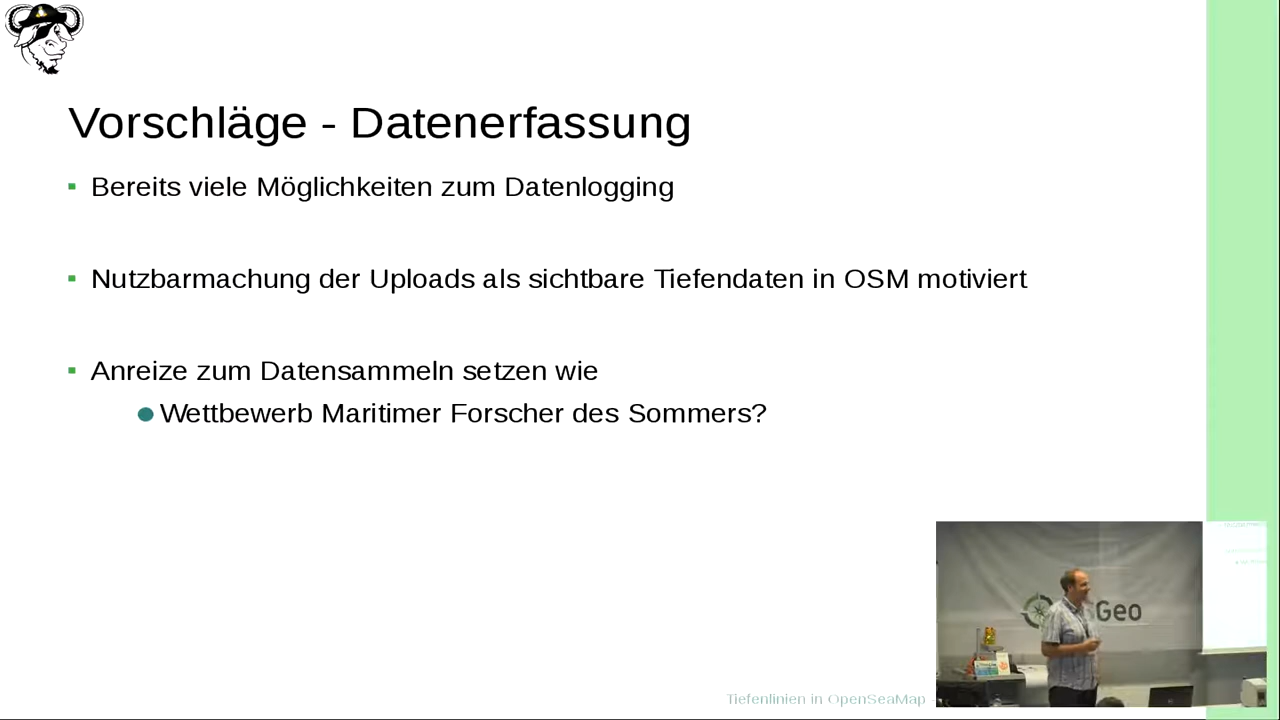 Vorschläge - Datenerfassung
Bereits viele Möglichkeiten zum Datenlogging
Nutzbarmachung der Uploads als sichtbare Tiefendaten in OSM motiviert
Anreize zum Datensammeln setzen wie
Wettbewerb Maritimer Forscher des Sommers?
Geo
Tiefenlinien in OpenSeaMap